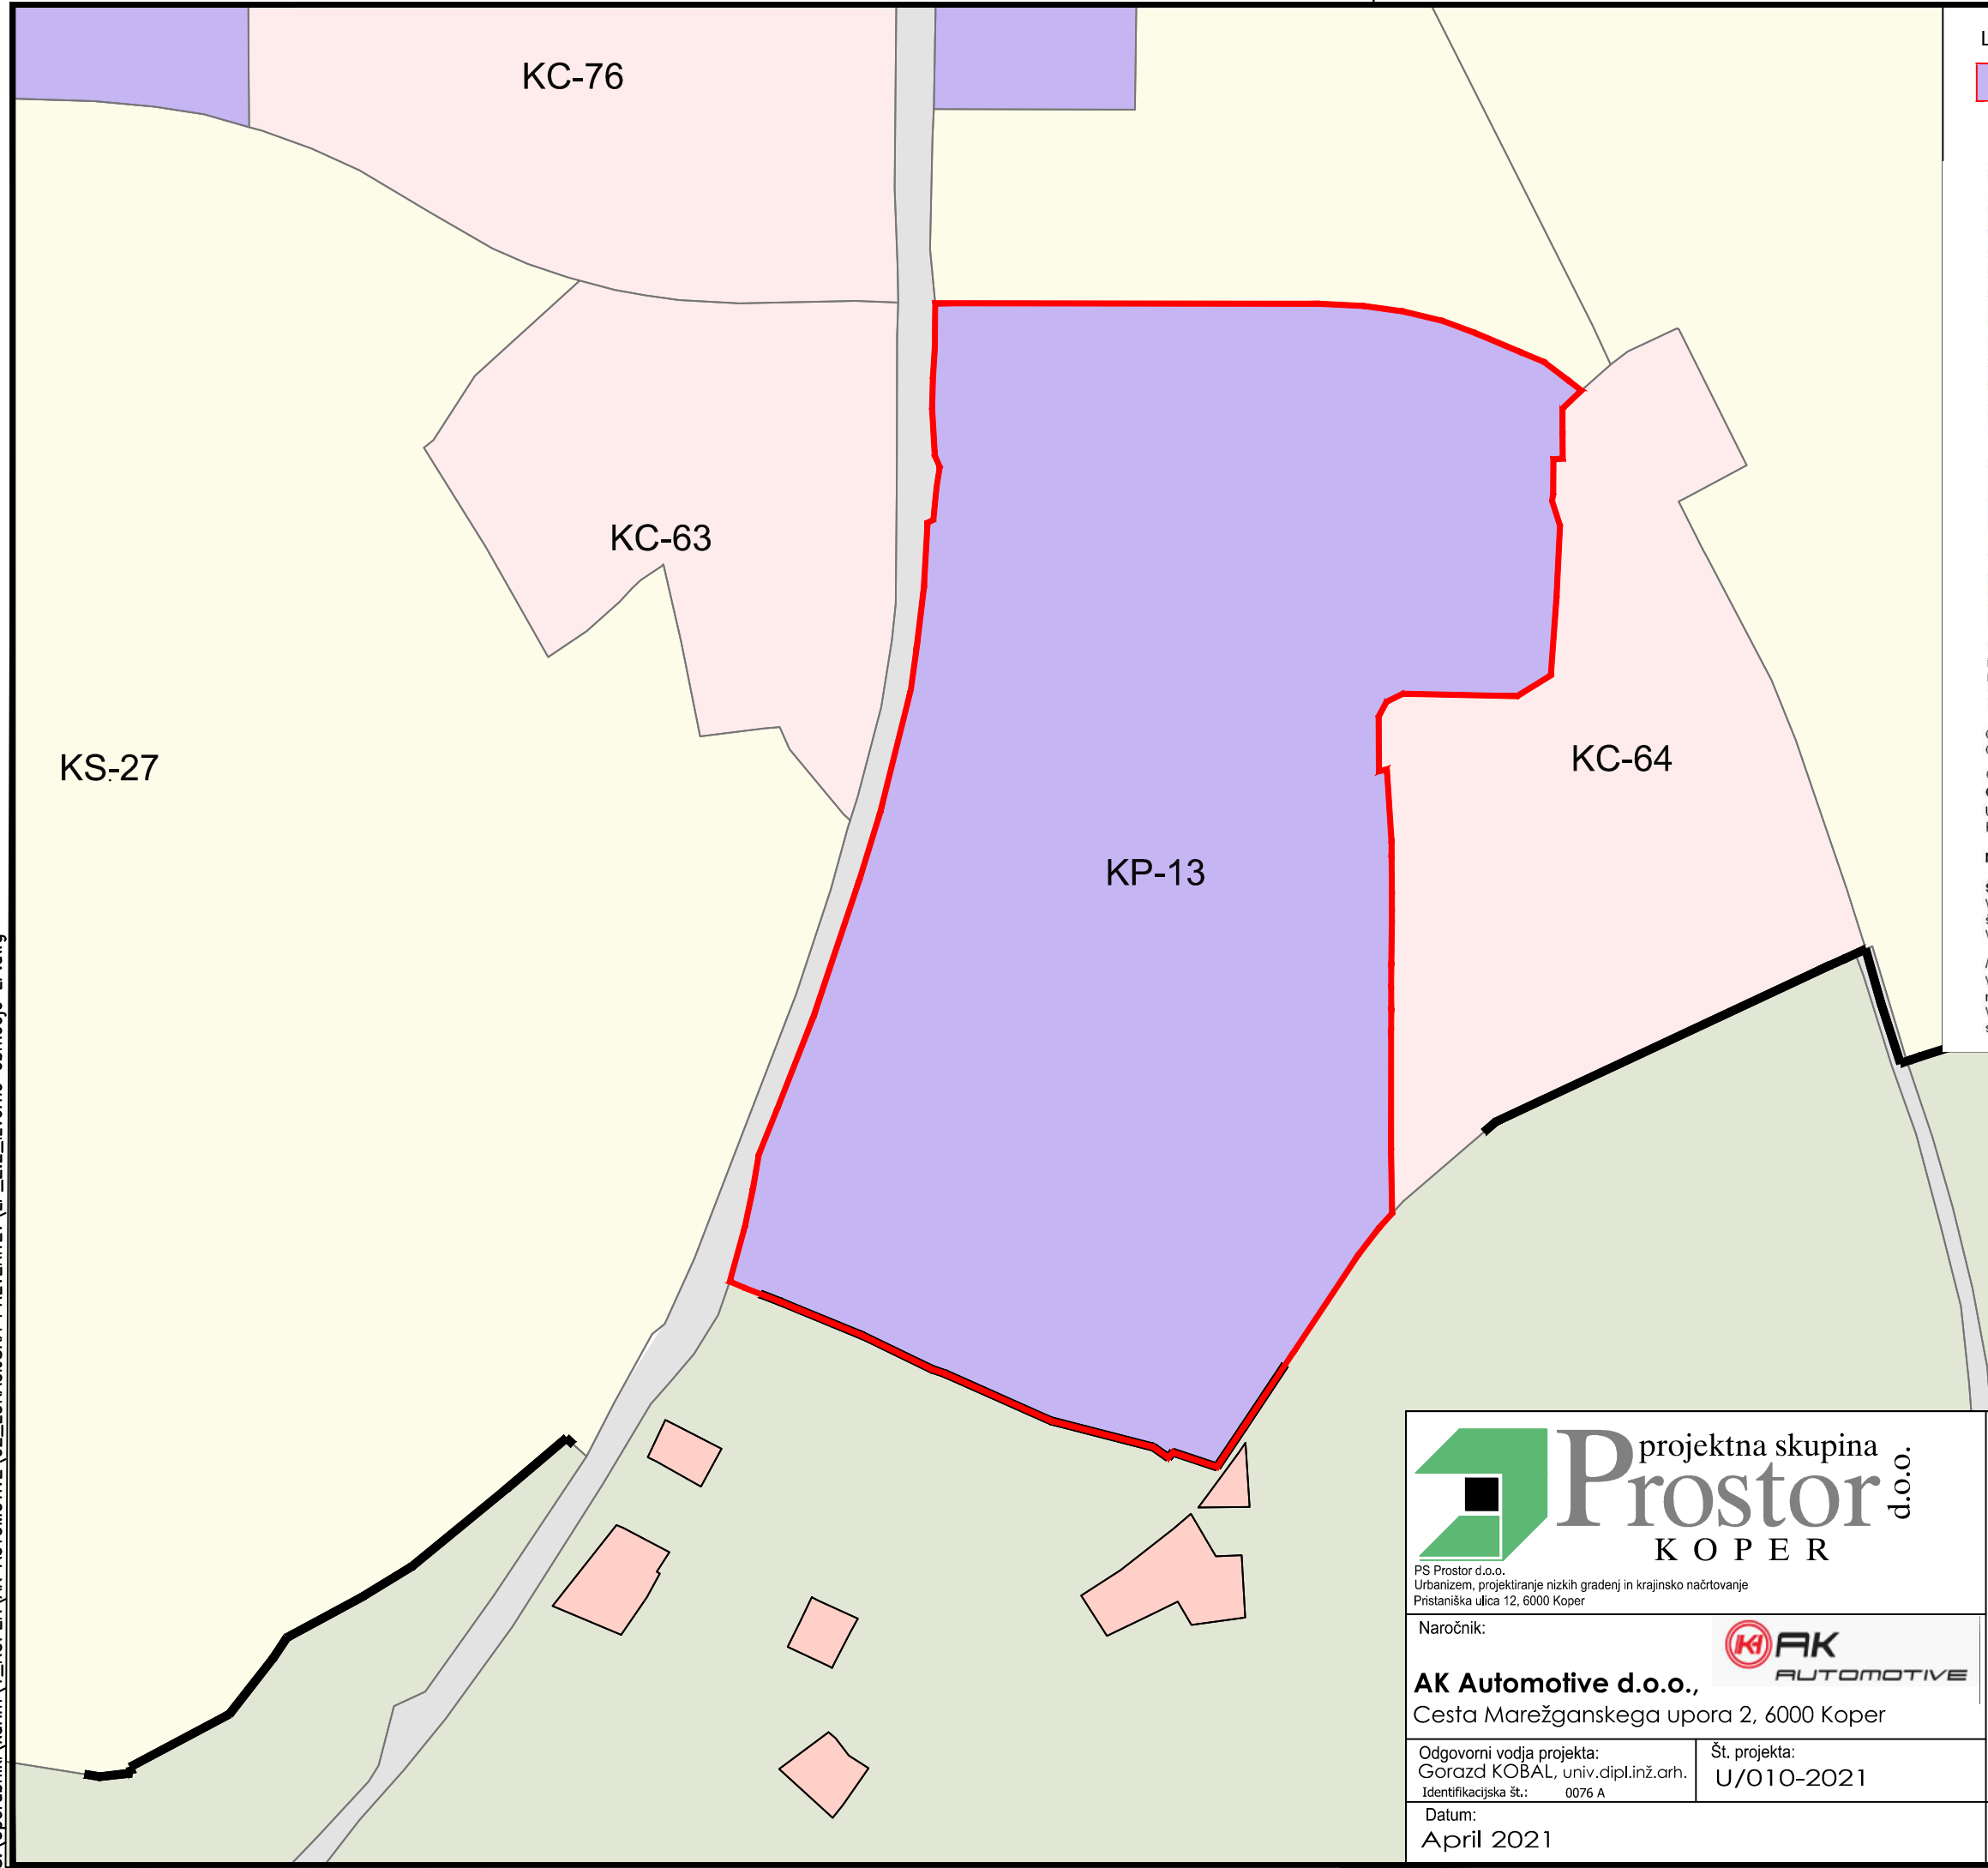 KC-76
KC-63
KS-27
KC-64
KP-13
projektna skupina
Prostor d.o.o.
KOPER
PS Prostor d.o.o.
Urbanizem, projektiranje nizkih gradenj in krajinsko načrtovanje
Pristaniška ulica 12, 6000 Koper
Naročnik:
AK
AUTOMOTIVE
AK Automotive d.o.o.,
Cesta Marežganskega upora 2, 6000 Koper
Odgovorni vodja projekta:
Gorazd KOBAL, univ.dipl.inž.arh.
Identifikacijska št.: 0076 A
Št. projekta:
U/010-2021
Datum:
April 2021